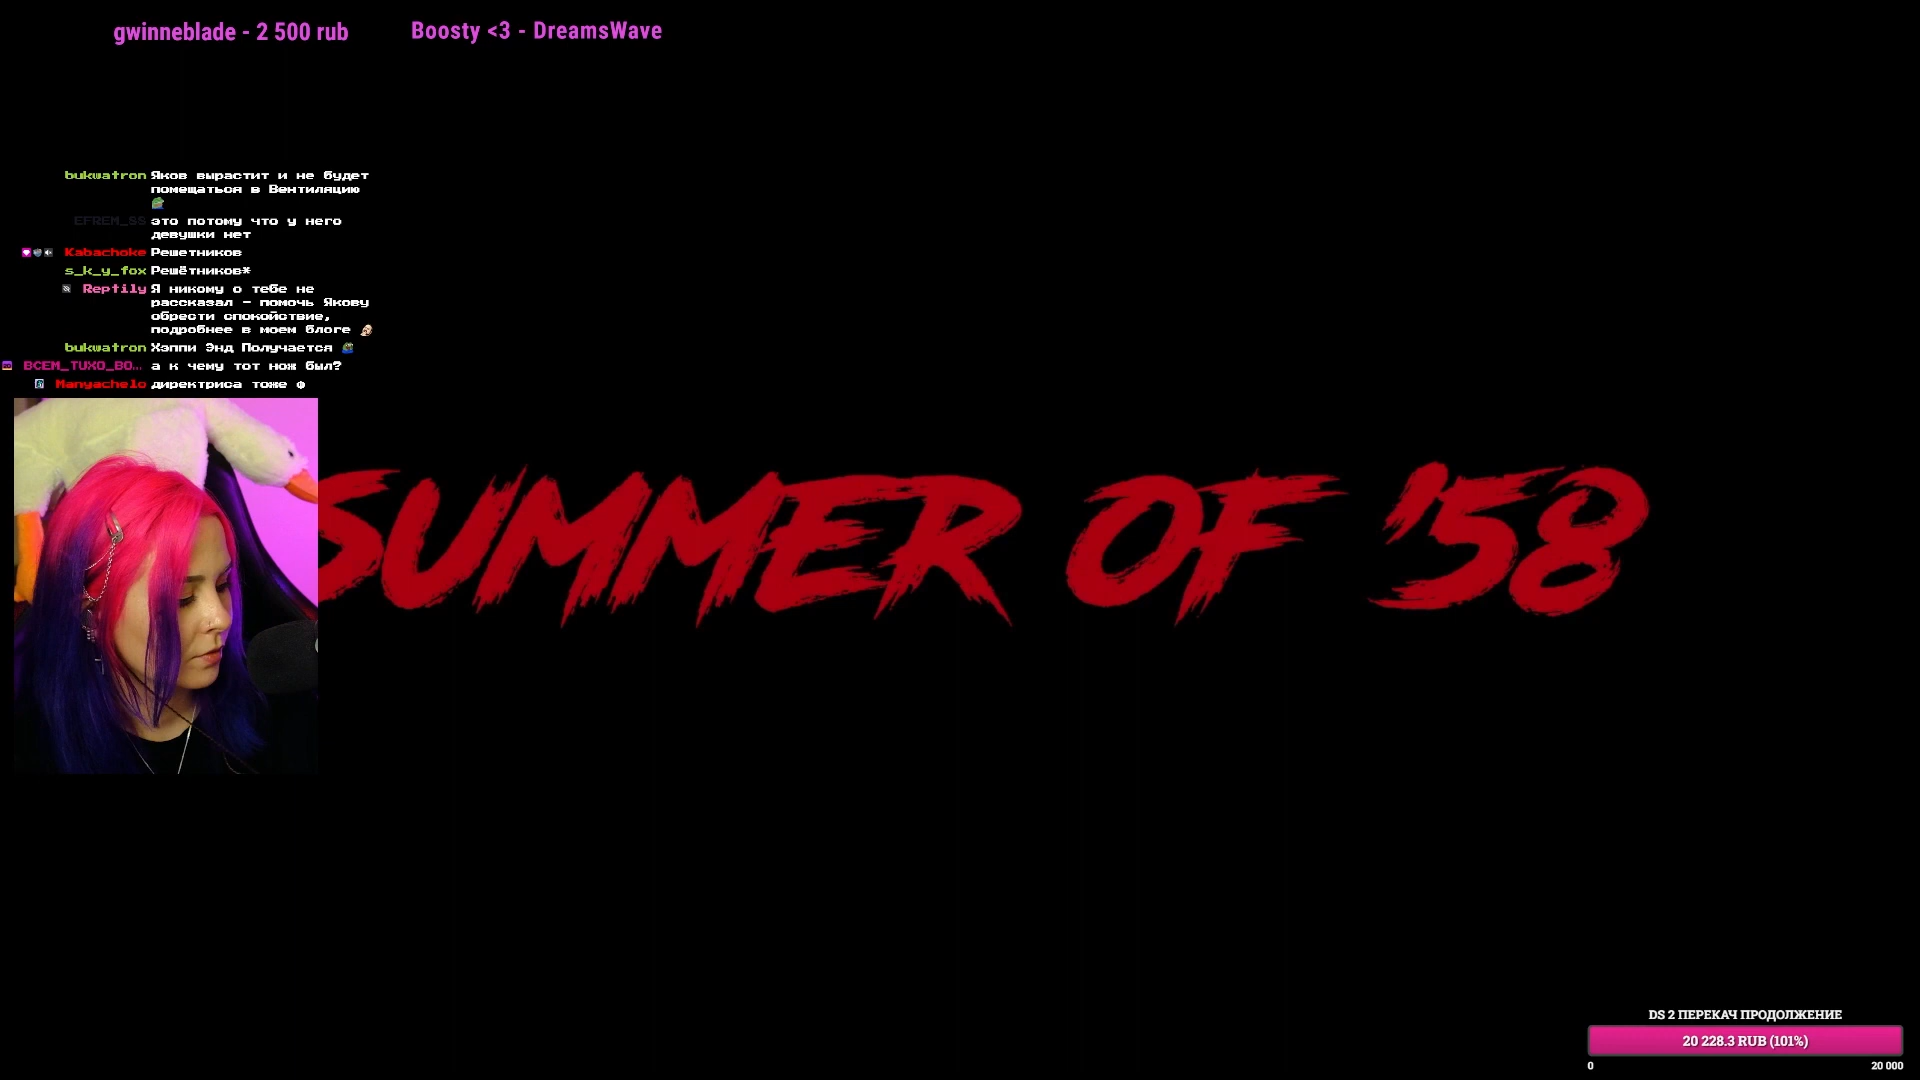 gwinneblade - 2 500 rub
Boosty <3 - DreamsWave
bukwatron Яков вырастит и не будет
помещаться в Вентиляцию
EFREM_SS это потому что у него
девушки нет
Kabachoke Решетников
s_k_y_fox Решётников*
Reptily Я никому о тебе не
рассказал - помочь Якову
обрести спокойствие,
подробнее в моем блоге
bukwatron Хэппи Энд Получается
BCEM_TUXO_BO... а к чему тот нож был?
Manyachelo директриса тоже ф
SUMMER OF '58
DS 2 ПЕРЕКАЧ ПРОДОЛЖЕНИЕ
20 228.3 RUB (101%)
0
20 000